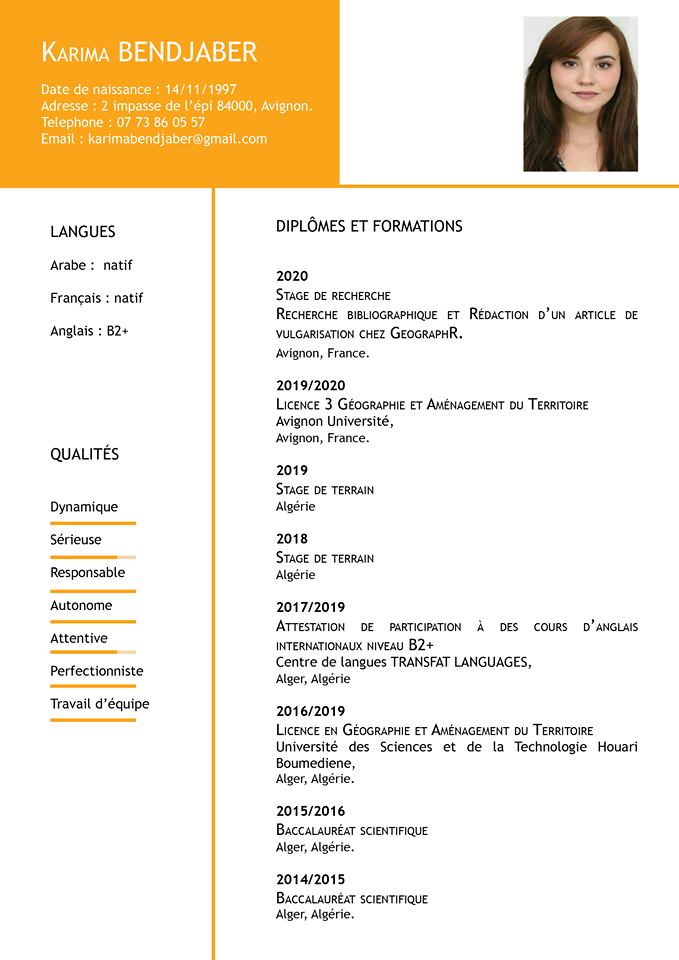 Karima BENDJABER
Date de naissance : 14/11/1997
Adresse : 2 impasse de l'épi 84000, Avignon.
Telephone : 07 73 86 05 57
Email : karimabendjaber@gmail.com
LANGUES
Arabe : natif
Français : natif
Anglais : B2+
QUALITÉS
Dynamique
Sérieuse
Responsable
Autonome
Attentive
Perfectionniste
Travail d'équipe
DIPLÔMES ET FORMATIONS
2020
Stage de recherche
Recherche bibliographique et Rédaction d'un article de
vulgarisation chez GeographR.
Avignon, France.
2019/2020
Licence 3 Géographie et Aménagement du Territoire
Avignon Université,
Avignon, France.
2019
Stage de terrain
Algérie
2018
Stage de terrain
Algérie
2017/2019
Attestation de participation à des cours d'anglais
internationaux niveau B2+
Centre de langues TRANSFAT LANGUAGES,
Alger, Algérie
2016/2019
Licence en Géographie et Aménagement du Territoire
Université des Sciences et de la Technologie Houari
Boumediene,
Alger, Algérie.
2015/2016
Baccalauréat scientifique
Alger, Algérie.
2014/2015
Baccalauréat scientifique
Alger, Algérie.